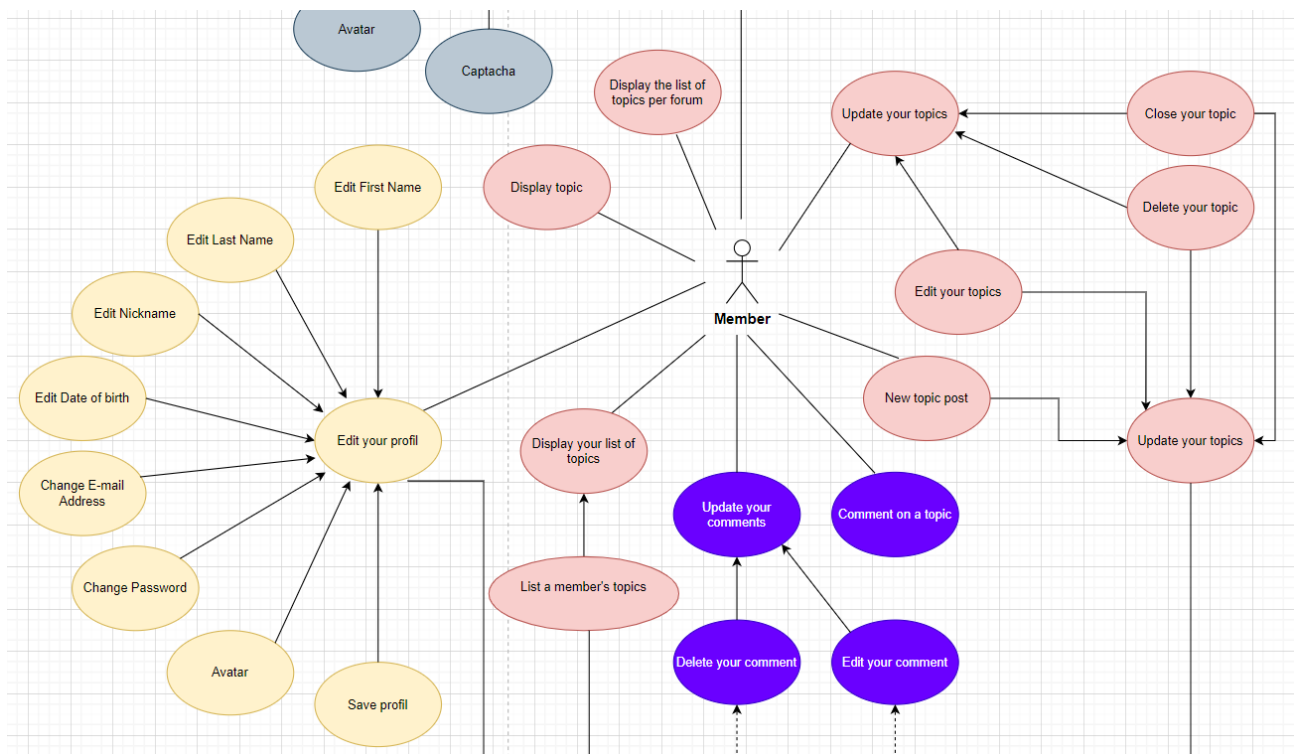 Avatar
Captacha
Display the list of
topics per forum
Update your topics
Close your topic
Edit First Name
Display topic
Delete your topic
Edit Last Name
Edit Nickname
Edit your topics
Member
Edit Date of birth
New topic post
Edit your profil
Display your list of
topics
Update your topics
Change E-mail
Address
Update your
comments
Comment on a topic
Change Password
List a member's topics
Avatar
Delete your comment
Edit your comment
Save profil